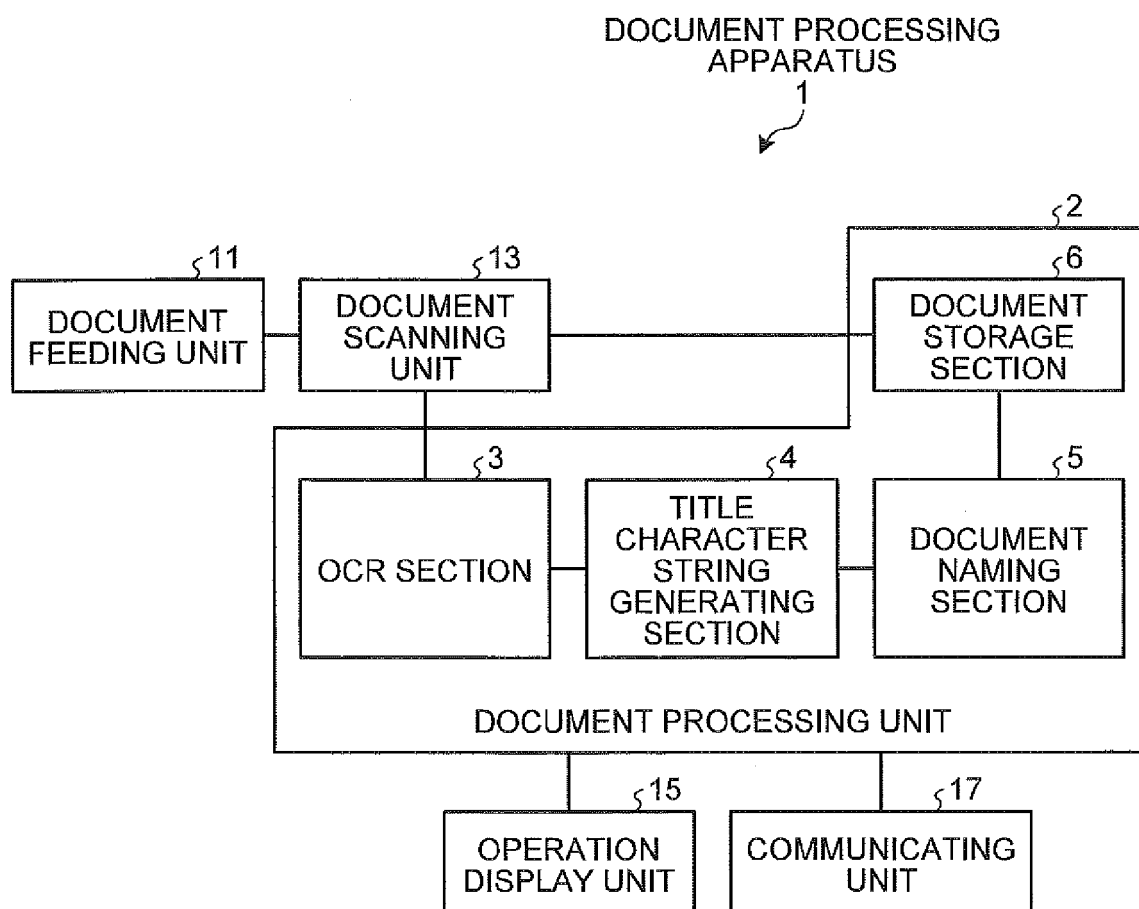 DOCUMENT PROCESSING
APPARATUS
1
2
11
13
6
DOCUMENT
FEEDING UNIT
DOCUMENT
SCANNING
UNIT
DOCUMENT
STORAGE
SECTION
3
4
5
OCR SECTION
TITLE
CHARACTER
STRING
GENERATING
SECTION
DOCUMENT
NAMING
SECTION
DOCUMENT PROCESSING UNIT
15
17
OPERATION
DISPLAY UNIT
COMMUNICATING
UNIT